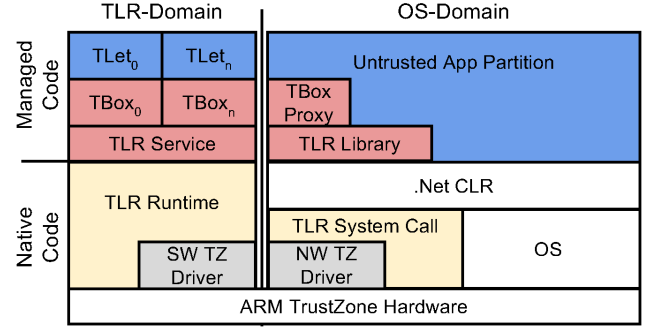 TLR-Domain
OS-Domain
Managed
Code
TLet0
TLetn
Untrusted App Partition
TBox0
TBoxn
TBox
Proxy
TLR Service
TLR Library
Native
Code
TLR Runtime
.Net CLR
TLR System Call
OS
SW TZ
Driver
NW TZ
Driver
ARM TrustZone Hardware